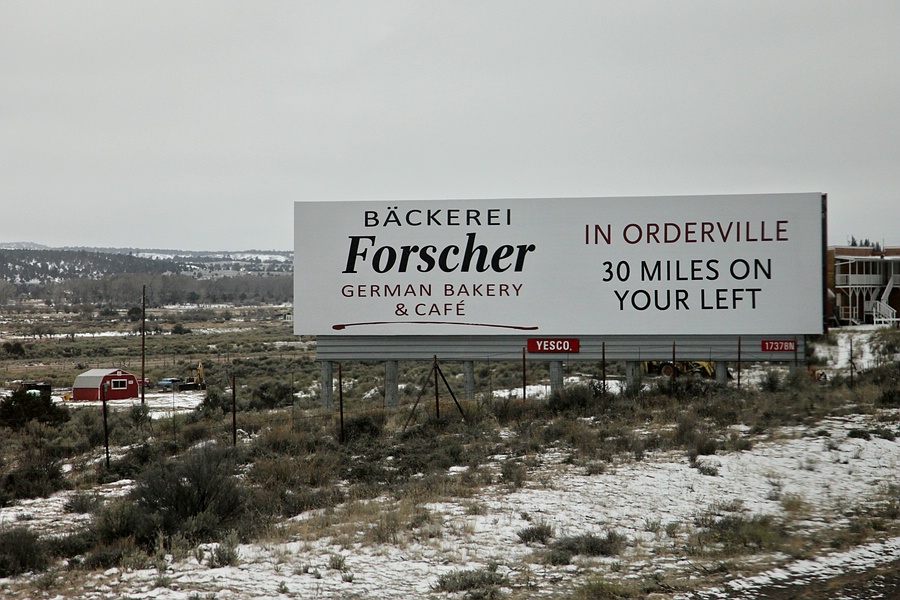 BÄCKEREI
Forscher
GERMAN BAKERY
& CAFÉ
IN ORDERVILLE
30 MILES ON
YOUR LEFT
YESCO.
17378N